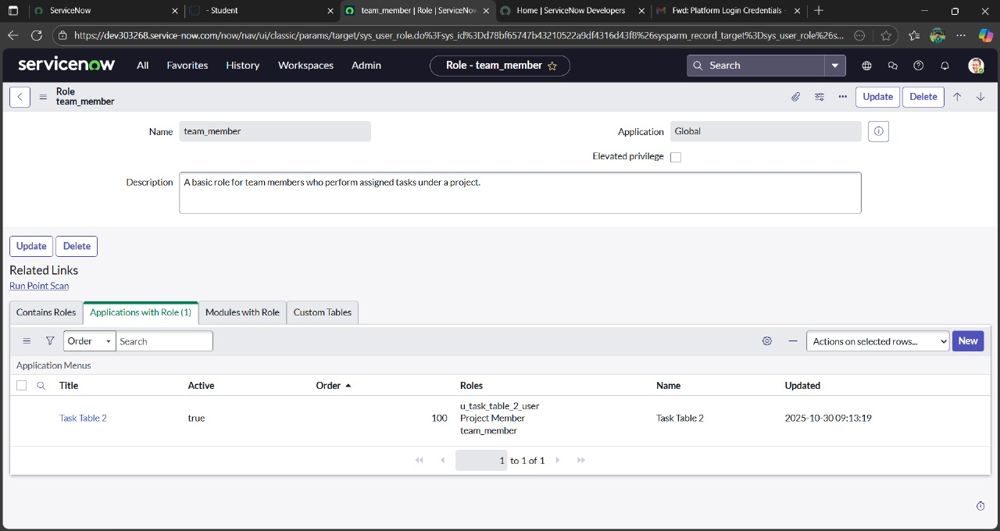 ServiceNow
- Student
team_member | Role | ServiceNow
Home | ServiceNow Developers
Fwd: Platform Login Credentials -
https://dev303268.service-now.com/now/nav/ui/classic/params/target/sys_user_role.do%3Fsys_id%3Dd78bf65747b43210522a9df4316d43f8%26sysparm_record_target%3Dsys_user_role%26s...
servicenow
All
Favorites
History
Workspaces
Admin
Role - team_member
Search
Role
team_member
Update
Delete
Name
team_member
Application
Global
Elevated privilege
Description
A basic role for team members who perform assigned tasks under a project.
Update
Delete
Related Links
Run Point Scan
Contains Roles
Applications with Role (1)
Modules with Role
Custom Tables
Order
Search
Actions on selected rows...
New
Application Menus
Title
Active
Order
Roles
Name
Updated
Task Table 2
true
100
u_task_table_2_user
Project Member
team_member
Task Table 2
2025-10-30 09:13:19
1 to 1 of 1